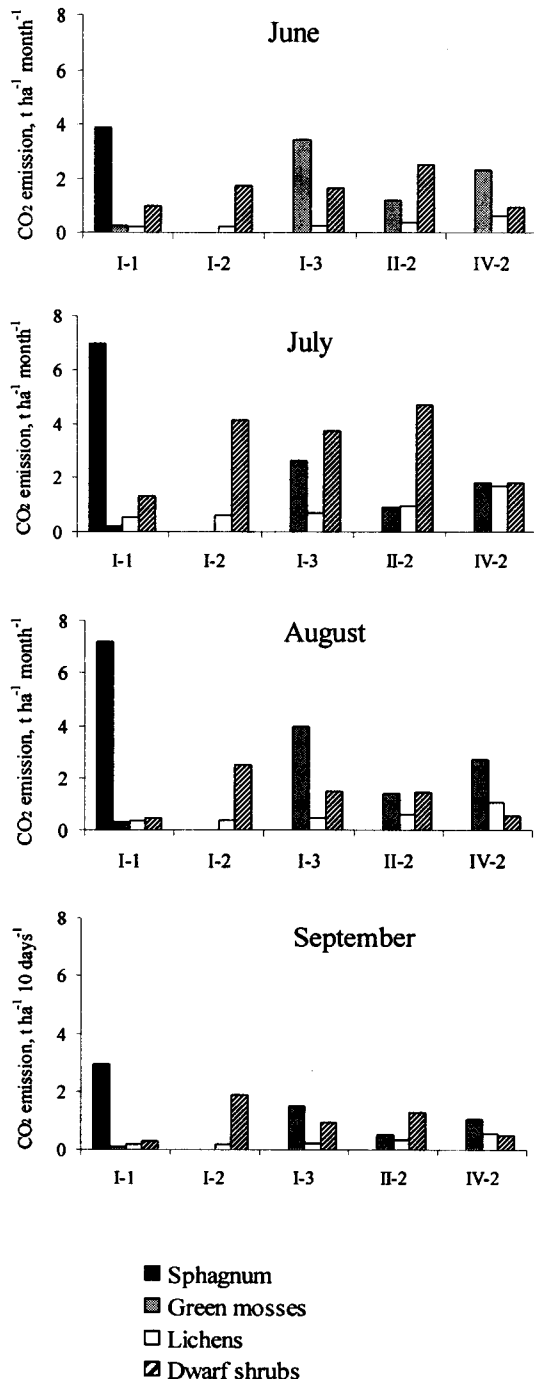 June
CO₂ emission, t ha⁻¹ month⁻¹
8
6
4
2
0
I-1 I-2 I-3 II-2 IV-2
July
CO₂ emission, t ha⁻¹ month⁻¹
8
6
4
2
0
I-1 I-2 I-3 II-2 IV-2
August
CO₂ emission, t ha⁻¹ month⁻¹
8
6
4
2
0
I-1 I-2 I-3 II-2 IV-2
September
CO₂ emission, t ha⁻¹ 10 days⁻¹
8
6
4
2
0
I-1 I-2 I-3 II-2 IV-2
Sphagnum
Green mosses
Lichens
Dwarf shrubs